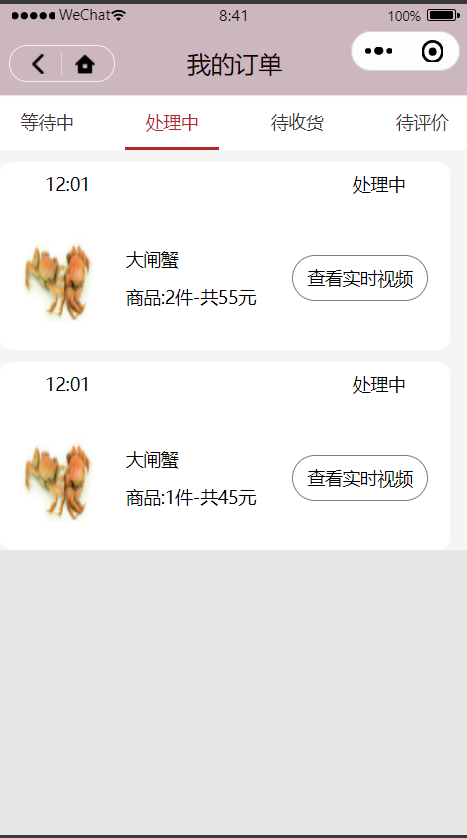 WeChat 8:41 100%
我的订单
等待中 处理中 待收货 待评价
12:01 处理中
大闸蟹
查看实时视频
商品:2件-共55元
12:01 处理中
大闸蟹
查看实时视频
商品:1件-共45元